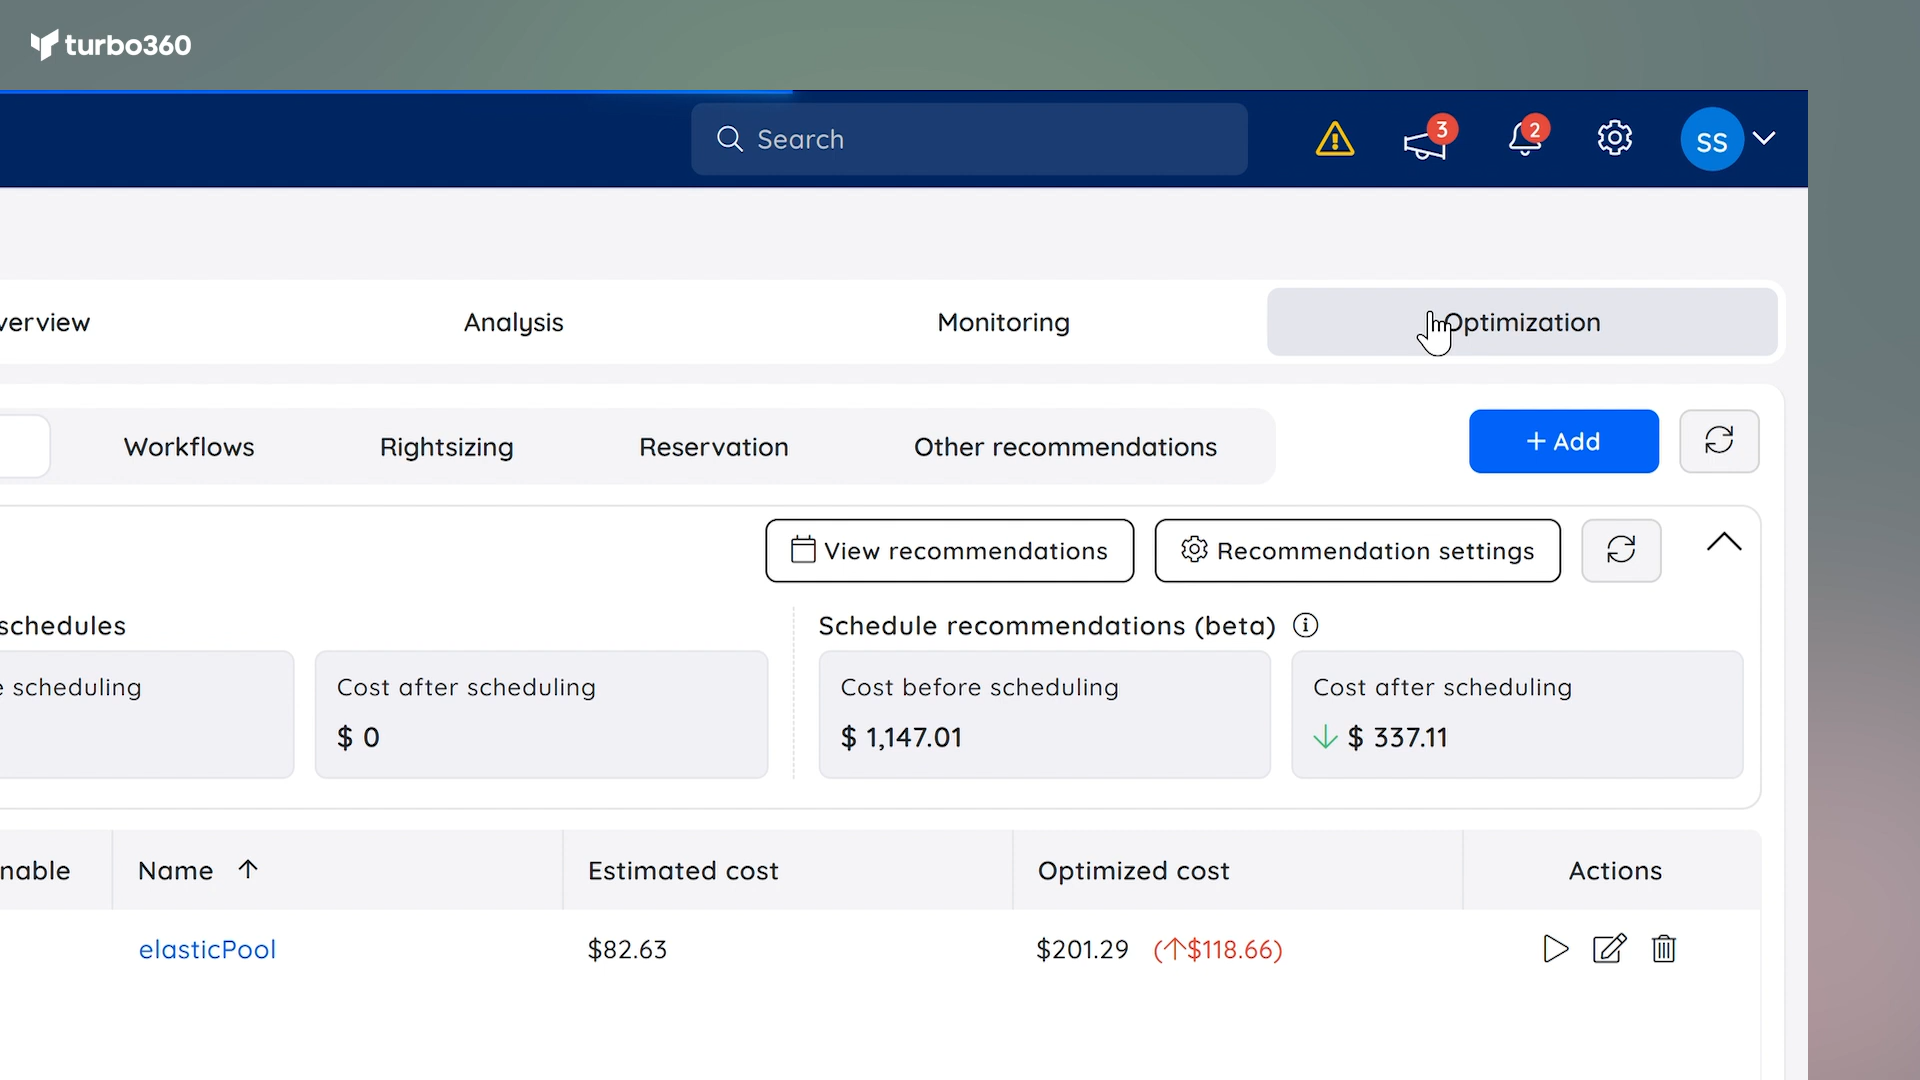 turbo360
Search
3
2
SS
verview
Analysis
Monitoring
Optimization
Workflows
Rightsizing
Reservation
Other recommendations
+ Add
View recommendations
Recommendation settings
schedules
Schedule recommendations (beta)
e scheduling
Cost after scheduling
Cost before scheduling
Cost after scheduling
$ 0
$ 1,147.01
↓ $ 337.11
nable
Name ↑
Estimated cost
Optimized cost
Actions
elasticPool
$82.63
$201.29 (↑$118.66)